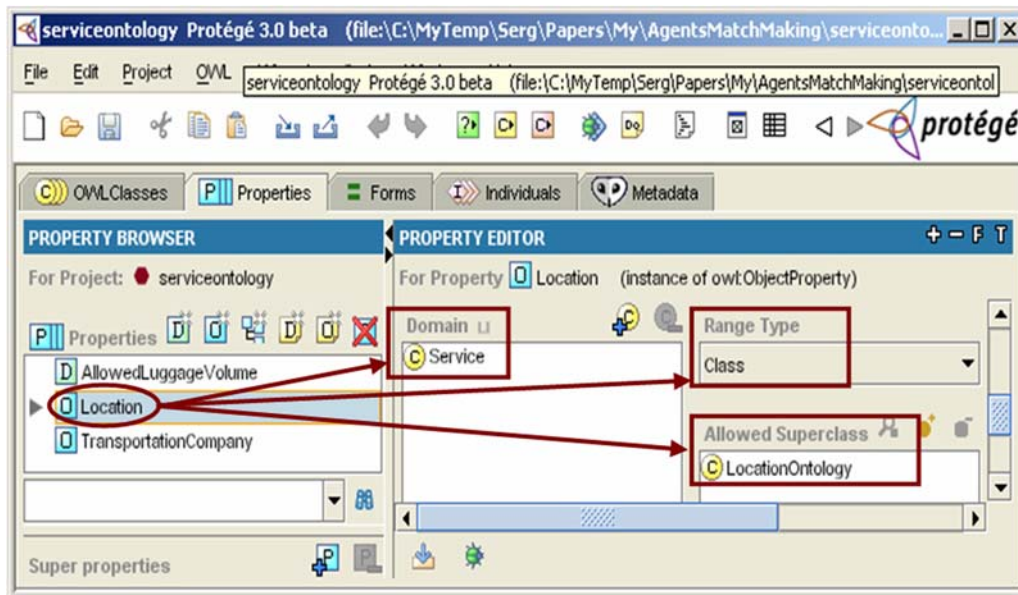 serviceontology Protégé 3.0 beta (file:\C:\MyTemp\Serg\Papers\My\AgentsMatchMaking\serviceonto...
File Edit Project OWL
serviceontology Protégé 3.0 beta (file:\C:\MyTemp\Serg\Papers\My\AgentsMatchMaking\serviceontol
protégé
OWLClasses Properties Forms Individuals Metadata
PROPERTY BROWSER
For Project: serviceontology
Properties
D AllowedLuggageVolume
O Location
O TransportationCompany
Super properties
PROPERTY EDITOR
For Property O Location (instance of owl:ObjectProperty)
Domain
C Service
Range Type
Class
Allowed Superclass
C LocationOntology